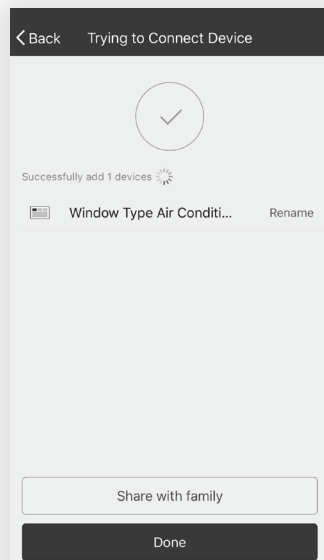 Back Trying to Connect Device
Successfully add 1 devices
Window Type Air Conditi... Rename
Share with family
Done